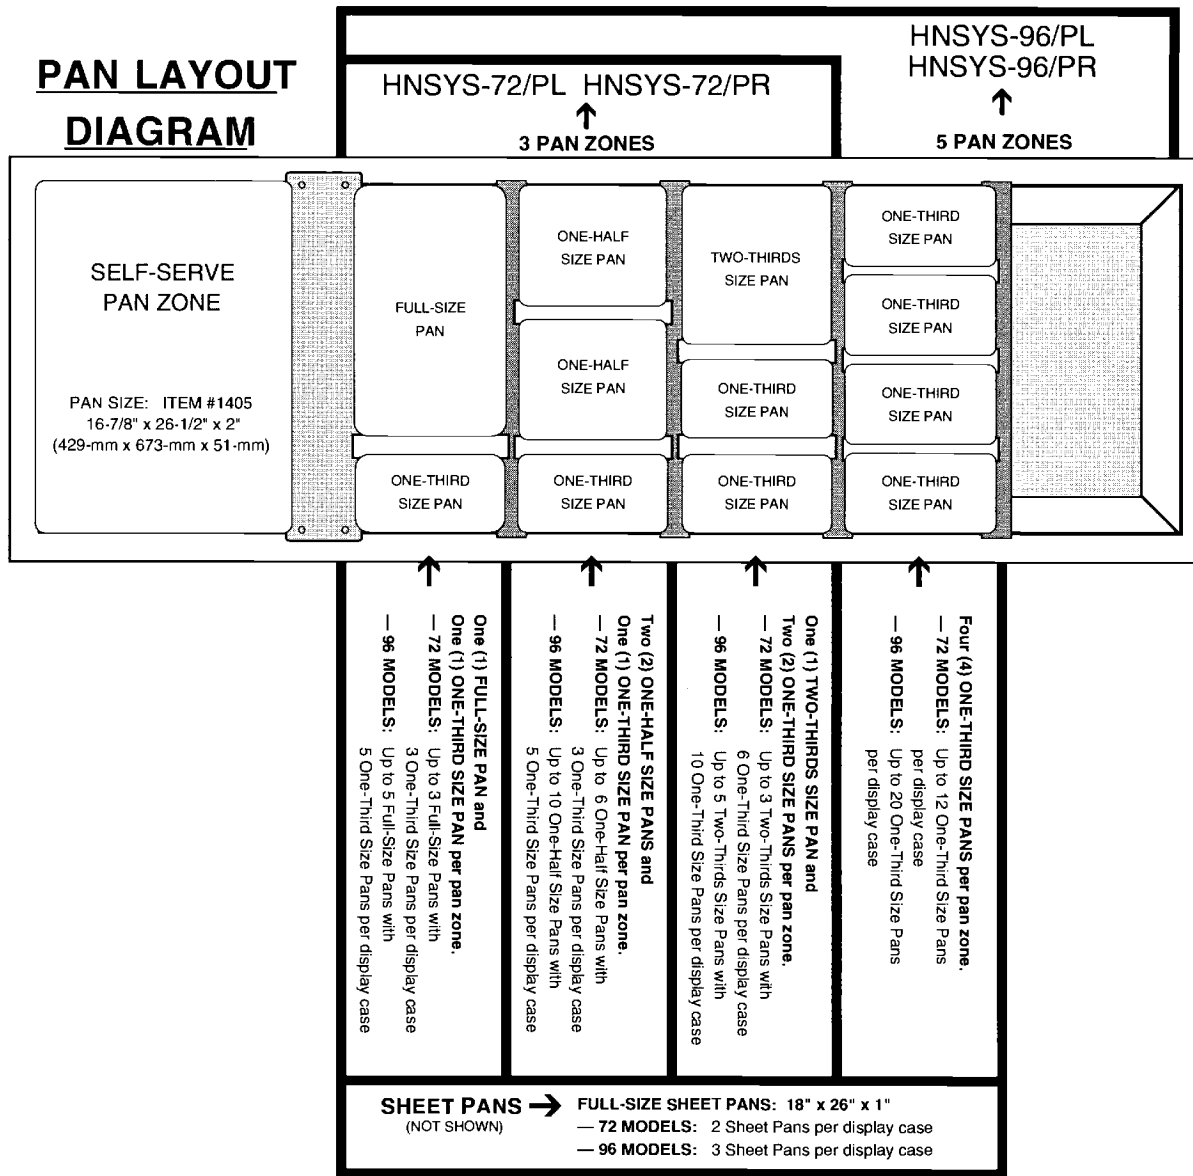 PAN LAYOUT
DIAGRAM
HNSYS-72/PL HNSYS-72/PR
3 PAN ZONES
HNSYS-96/PL
HNSYS-96/PR
5 PAN ZONES
SELF-SERVE
PAN ZONE
PAN SIZE: ITEM #1405
16-7/8" x 26-1/2" x 2"
(429-mm x 673-mm x 51-mm)
FULL-SIZE
PAN
ONE-THIRD
SIZE PAN
ONE-HALF
SIZE PAN
ONE-HALF
SIZE PAN
ONE-THIRD
SIZE PAN
TWO-THIRDS
SIZE PAN
ONE-THIRD
SIZE PAN
ONE-THIRD
SIZE PAN
ONE-THIRD
SIZE PAN
ONE-THIRD
SIZE PAN
ONE-THIRD
SIZE PAN
ONE-THIRD
SIZE PAN
One (1) FULL-SIZE PAN and
One (1) ONE-THIRD SIZE PAN per pan zone.
— 72 MODELS: Up to 3 Full-Size Pans with
3 One-Third Size Pans per display case
— 96 MODELS: Up to 5 Full-Size Pans with
5 One-Third Size Pans per display case
Two (2) ONE-HALF SIZE PANS and
One (1) ONE-THIRD SIZE PAN per pan zone.
— 72 MODELS: Up to 6 One-Half Size Pans with
3 One-Third Size Pans per display case
— 96 MODELS: Up to 10 One-Half Size Pans with
5 One-Third Size Pans per display case
One (1) TWO-THIRDS SIZE PAN and
Two (2) ONE-THIRD SIZE PANS per pan zone.
— 72 MODELS: Up to 3 Two-Thirds Size Pans with
6 One-Third Size Pans per display case
— 96 MODELS: Up to 5 Two-Thirds Size Pans with
10 One-Third Size Pans per display case
Four (4) ONE-THIRD SIZE PANS per pan zone.
— 72 MODELS: Up to 12 One-Third Size Pans
per display case
— 96 MODELS: Up to 20 One-Third Size Pans
per display case
SHEET PANS → FULL-SIZE SHEET PANS: 18" x 26" x 1"
(NOT SHOWN)
— 72 MODELS: 2 Sheet Pans per display case
— 96 MODELS: 3 Sheet Pans per display case